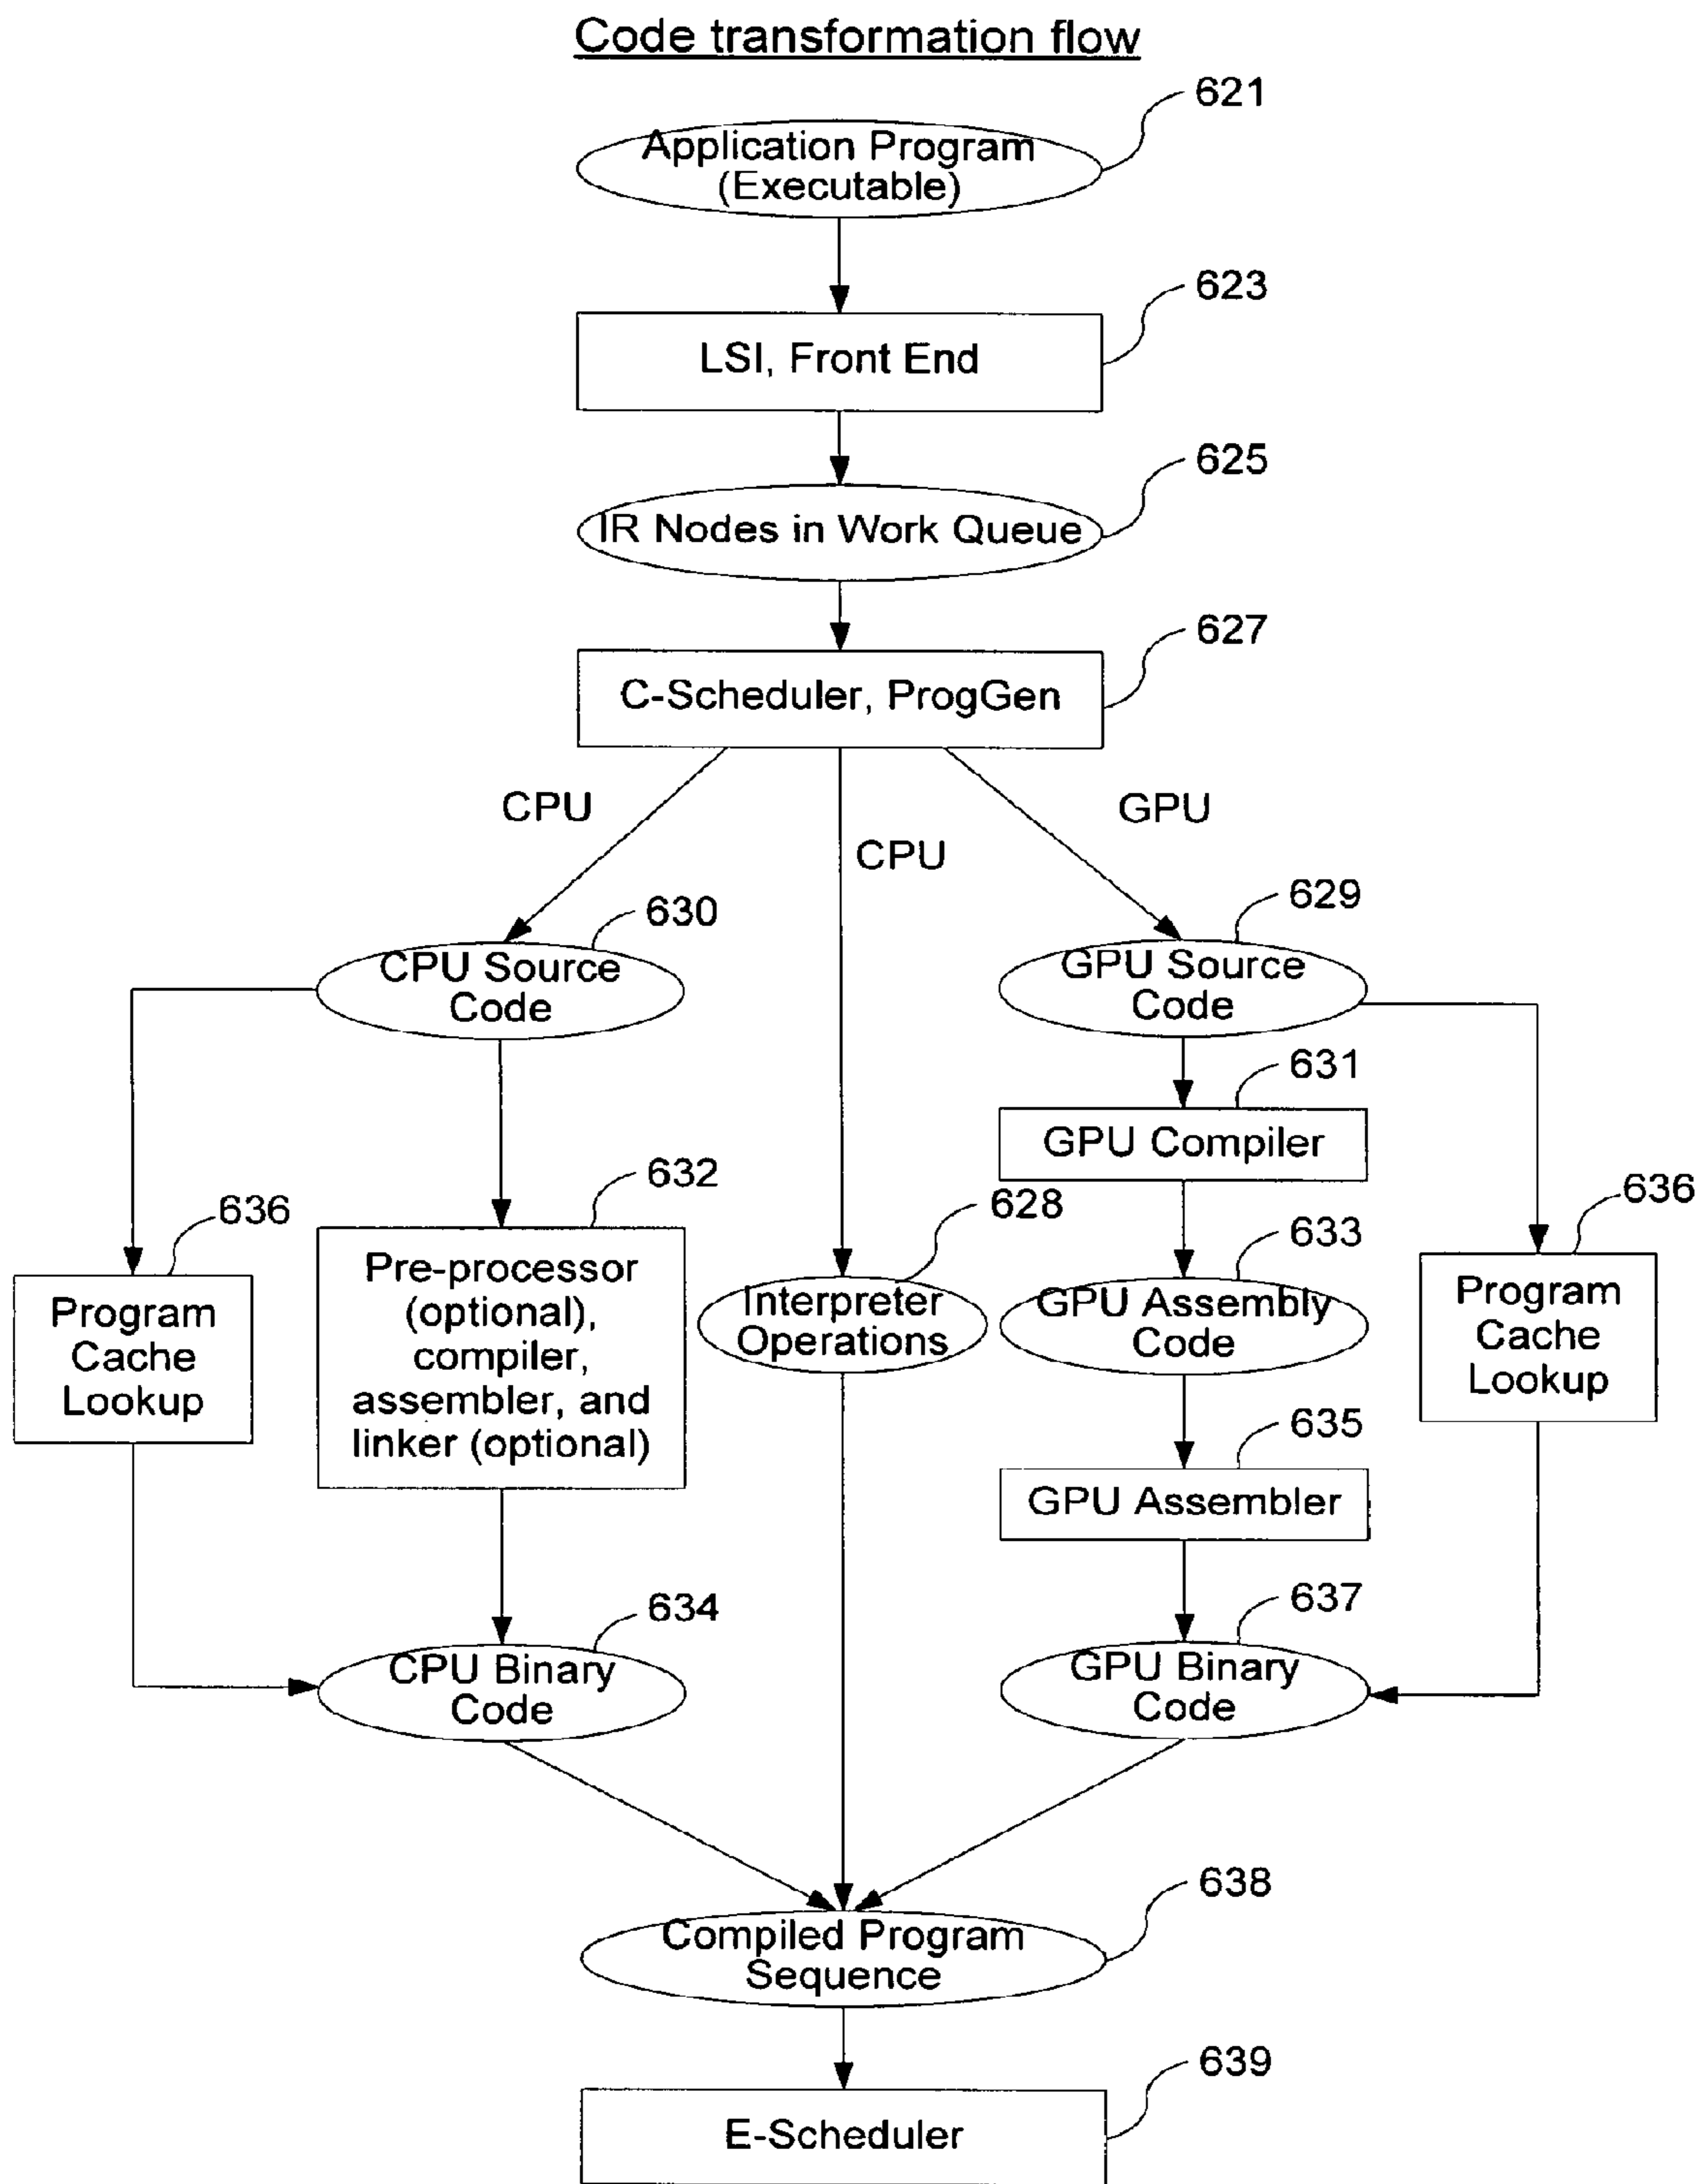 Code transformation flow
621
Application Program
(Executable)
623
LSI, Front End
625
IR Nodes in Work Queue
627
C-Scheduler, ProgGen
CPU
CPU
GPU
630
CPU Source
Code
629
GPU Source
Code
631
GPU Compiler
636
Program
Cache
Lookup
632
Pre-processor
(optional),
compiler,
assembler, and
linker (optional)
628
Interpreter
Operations
633
GPU Assembly
Code
636
Program
Cache
Lookup
635
GPU Assembler
634
CPU Binary
Code
637
GPU Binary
Code
638
Compiled Program
Sequence
639
E-Scheduler